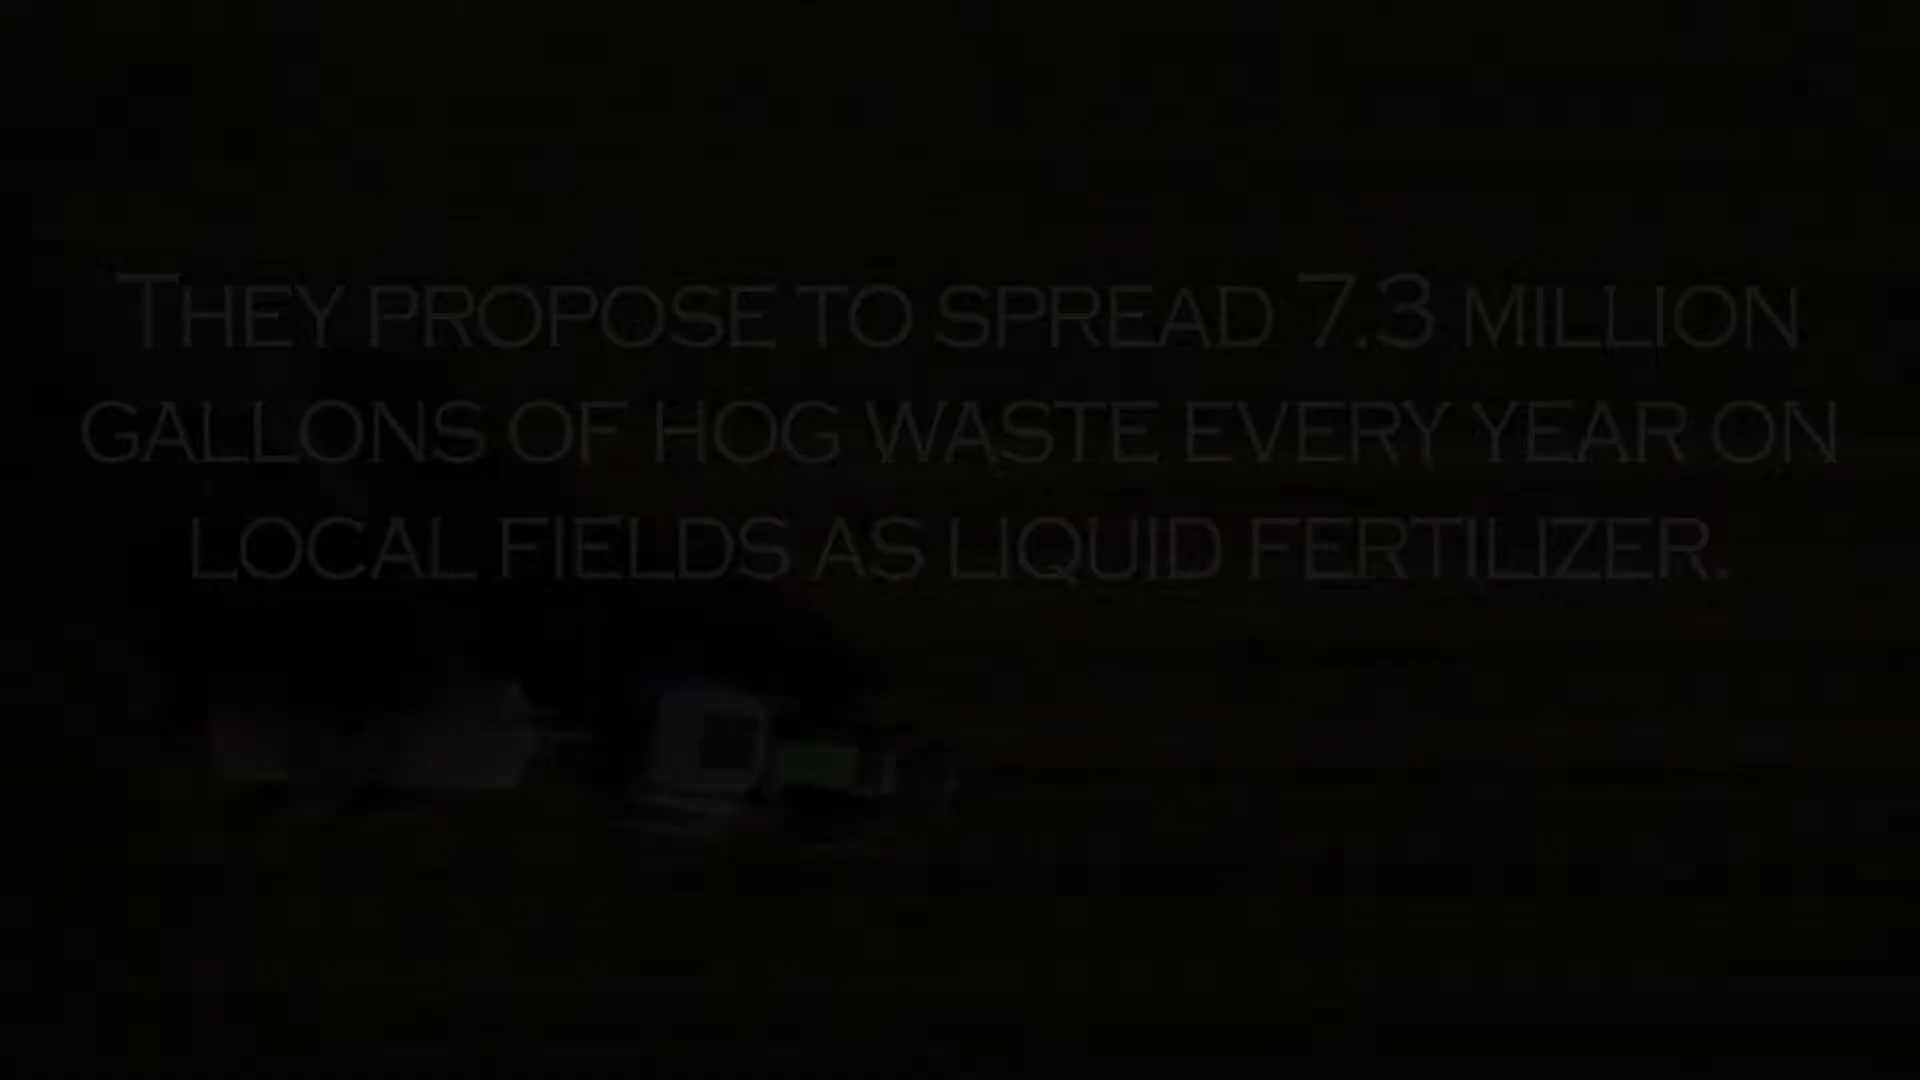 They propose to spread 7.3 million
gallons of hog waste every year on
local fields as liquid fertilizer.